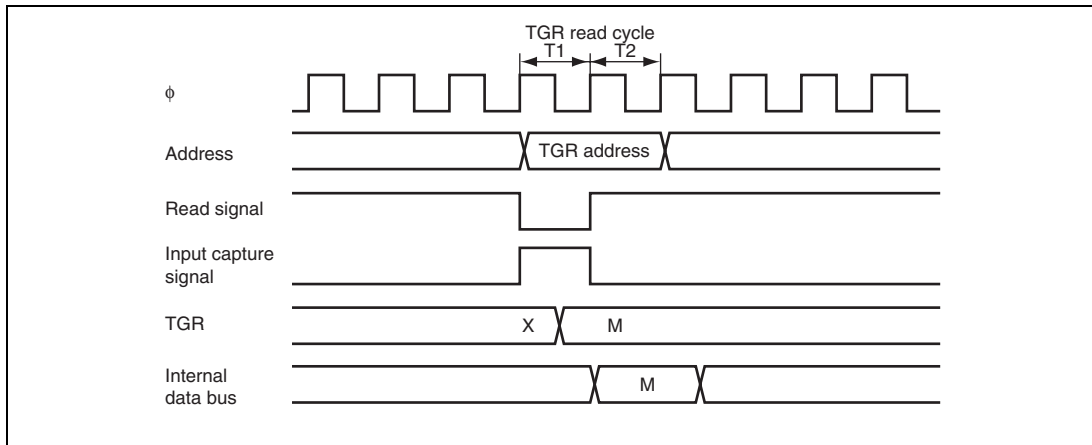 TGR read cycle
T1 T2
ϕ
Address
TGR address
Read signal
Input capture
signal
TGR
X M
Internal
data bus
M